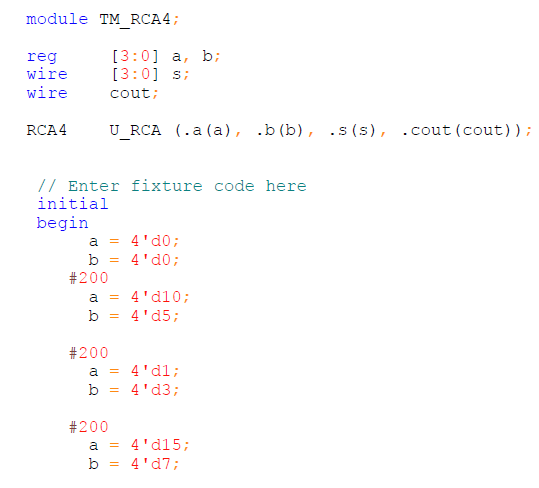 module TM_RCA4;
reg [3:0] a, b;
wire [3:0] s;
wire cout;
RCA4 U_RCA (.a(a), .b(b), .s(s), .cout(cout));
// Enter fixture code here
initial
begin
a = 4'd0;
b = 4'd0;
#200
a = 4'd10;
b = 4'd5;
#200
a = 4'd1;
b = 4'd3;
#200
a = 4'd15;
b = 4'd7;